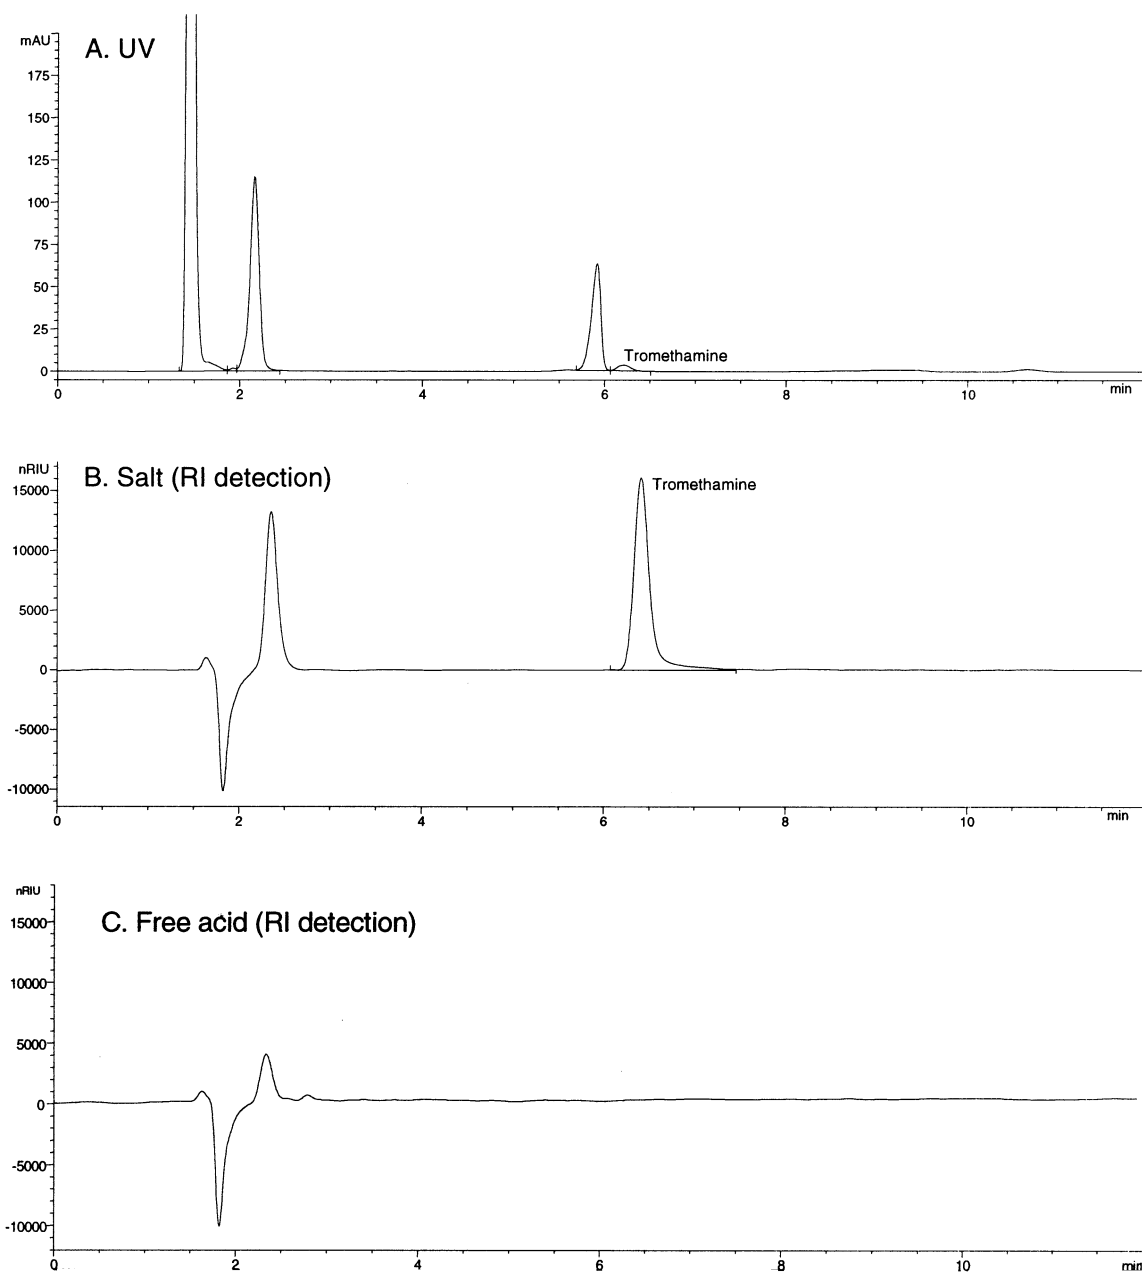 mAU
A. UV
175
150
125
100
75
50
25
0
Tromethamine
0 2 4 6 8 10 min
nRIU
B. Salt (RI detection)
15000
Tromethamine
10000
5000
0
-5000
-10000
0 2 4 6 8 10 min
nRIU
C. Free acid (RI detection)
15000
10000
5000
0
-5000
-10000
0 2 4 6 8 10 min